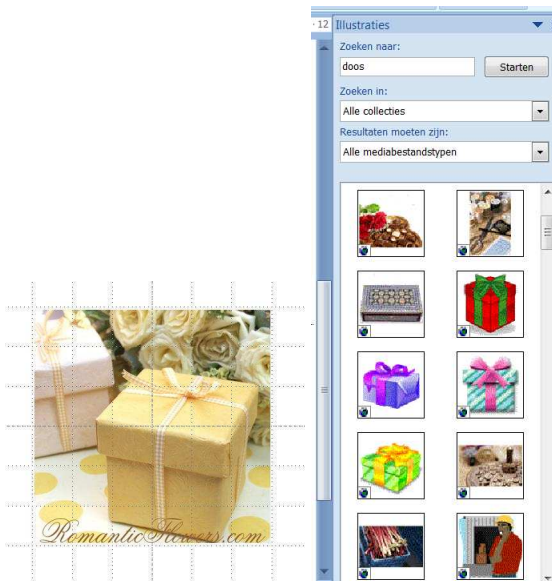 12
Illustraties
Zoeken naar:
doos
Starten
Zoeken in:
Alle collecties
Resultaten moeten zijn:
Alle mediabestandstypen
RomanticFlowers.com